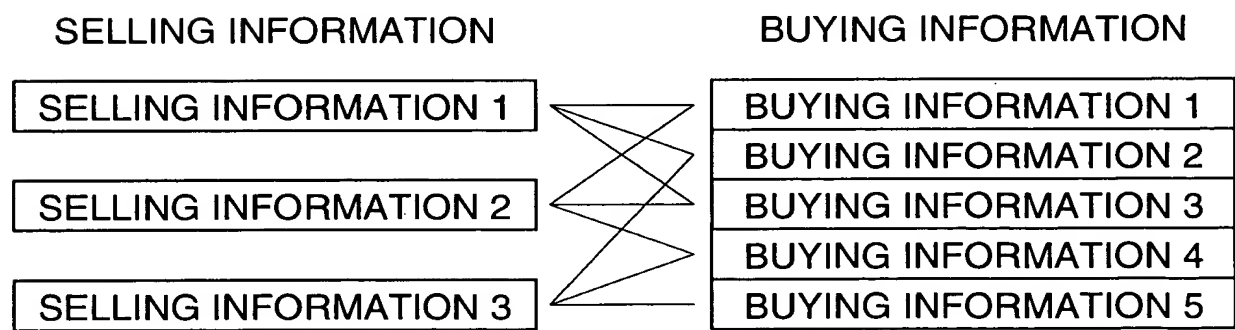 SELLING INFORMATION
SELLING INFORMATION 1
SELLING INFORMATION 2
SELLING INFORMATION 3
BUYING INFORMATION
BUYING INFORMATION 1
BUYING INFORMATION 2
BUYING INFORMATION 3
BUYING INFORMATION 4
BUYING INFORMATION 5